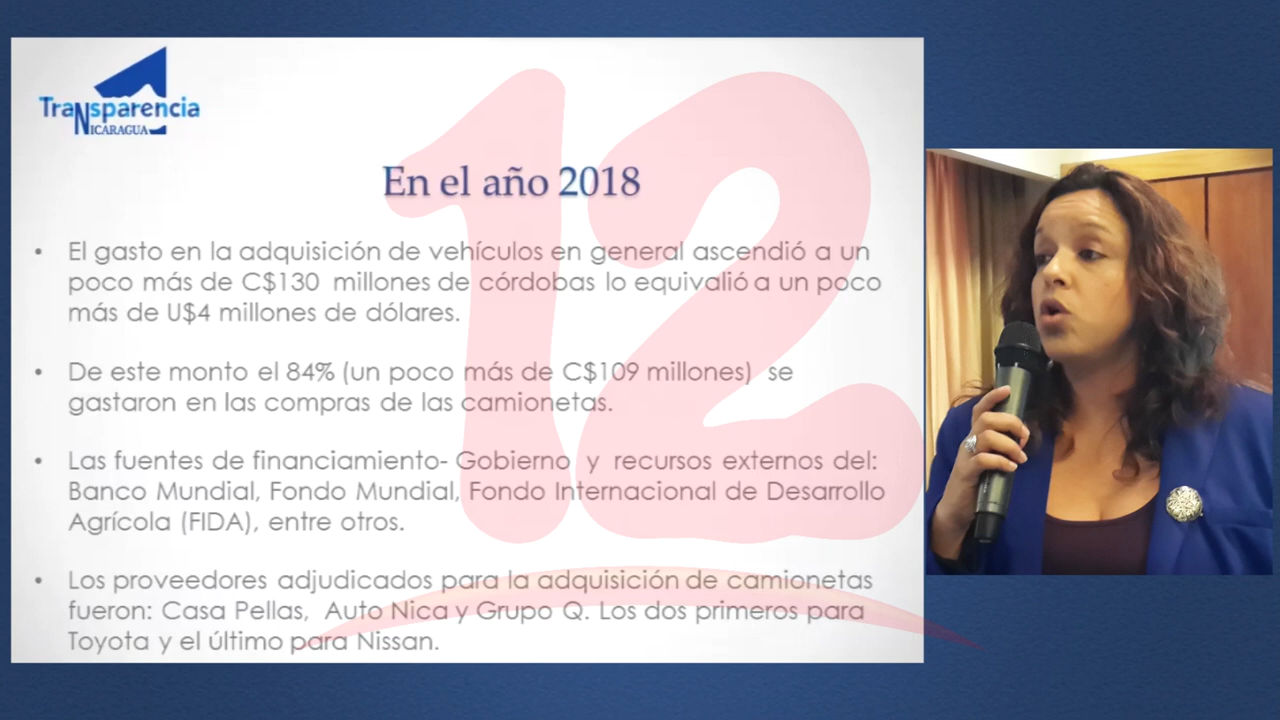 Transparencia
Nicaragua
12
En el año 2018
• El gasto en la adquisición de vehículos en general ascendió a un
poco más de C$130 millones de córdobas lo equivalió a un poco
más de U$4 millones de dólares.
• De este monto el 84% (un poco más de C$109 millones) se
gastaron en las compras de las camionetas.
• Las fuentes de financiamiento- Gobierno y recursos externos del:
Banco Mundial, Fondo Mundial, Fondo Internacional de Desarrollo
Agrícola (FIDA), entre otros.
• Los proveedores adjudicados para la adquisición de camionetas
fueron: Casa Pellas, Auto Nica y Grupo Q. Los dos primeros para
Toyota y el último para Nissan.